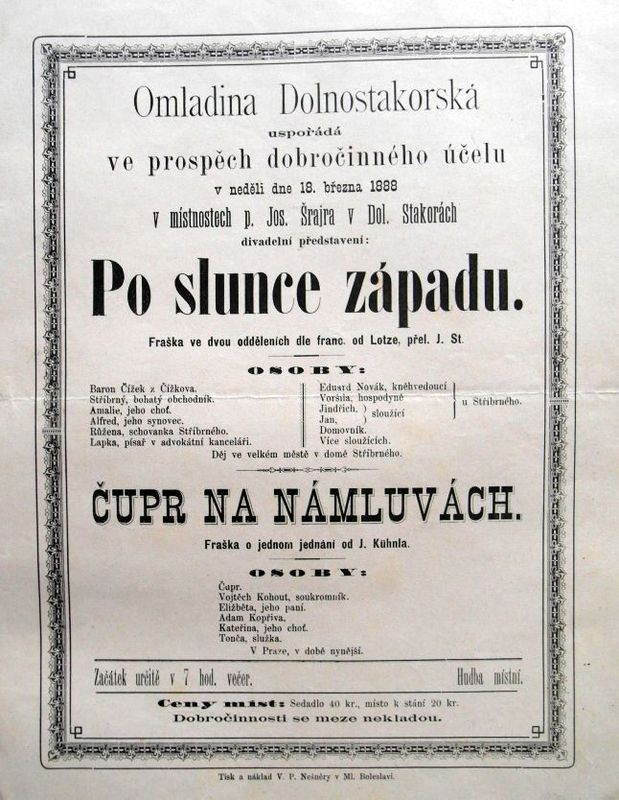 Omladina Dolnostakorská
uspořádá
ve prospěch dobročinného účelu
v neděli dne 18. března 1888
v místnostech p. Jos. Šrajra v Dol. Stakorách
divadelní představení:
Po slunce západu.
Fraška ve dvou odděleních dle franc. od Lotze, přel. J. St.
OSOBY:
Baron Čížek z Čížkova.
Stříbrný, bohatý obchodník.
Amalie, jeho choť.
Alfred, jeho synovec.
Růžena, schovanka Stříbrného.
Lapka, písař v advokátní kanceláři.
Eduard Novák, kněhvedoucí
Voršila, hospodyně
Jindřich, } sloužící
Jan,
Domovník.
Více sloužících.
u Stříbrného.
Děj ve velkém městě v domě Stříbrného.
ČUPR NA NÁMLUVÁCH.
Fraška o jednom jednání od J. Kühnla.
OSOBY:
Čupr.
Vojtěch Kohout, soukromník.
Eližběta, jeho paní.
Adam Kopřiva.
Kateřina, jeho choť.
Tonča, služka.
V Praze, v době nynější.
Začátek určitě v 7 hod. večer. Hudba místní.
Ceny míst: Sedadlo 40 kr., místo k stání 20 kr.
Dobročinnosti se meze nekladou.
Tisk a náklad V. P. Nešněry v Ml. Boleslavi.